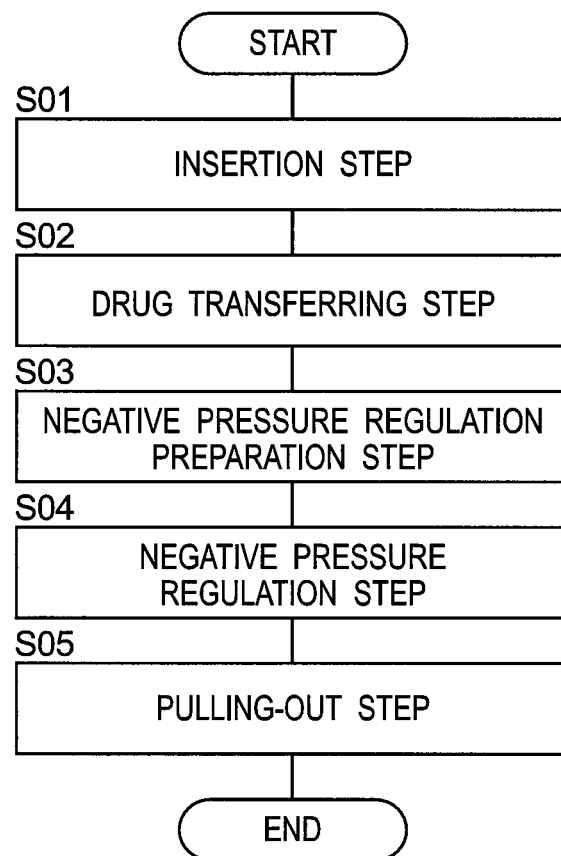 START
S01
INSERTION STEP
S02
DRUG TRANSFERRING STEP
S03
NEGATIVE PRESSURE REGULATION
PREPARATION STEP
S04
NEGATIVE PRESSURE
REGULATION STEP
S05
PULLING-OUT STEP
END